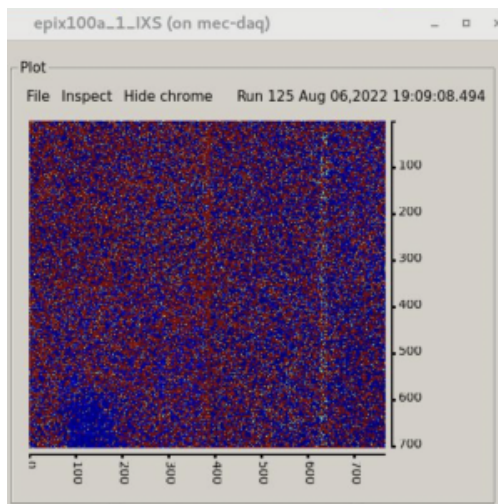 epix100a_1_IXS (on mec-daq)
Plot
File Inspect Hide chrome Run 125 Aug 06,2022 19:09:08.494
100
200
300
400
500
600
700
0 100 200 300 400 500 600 700